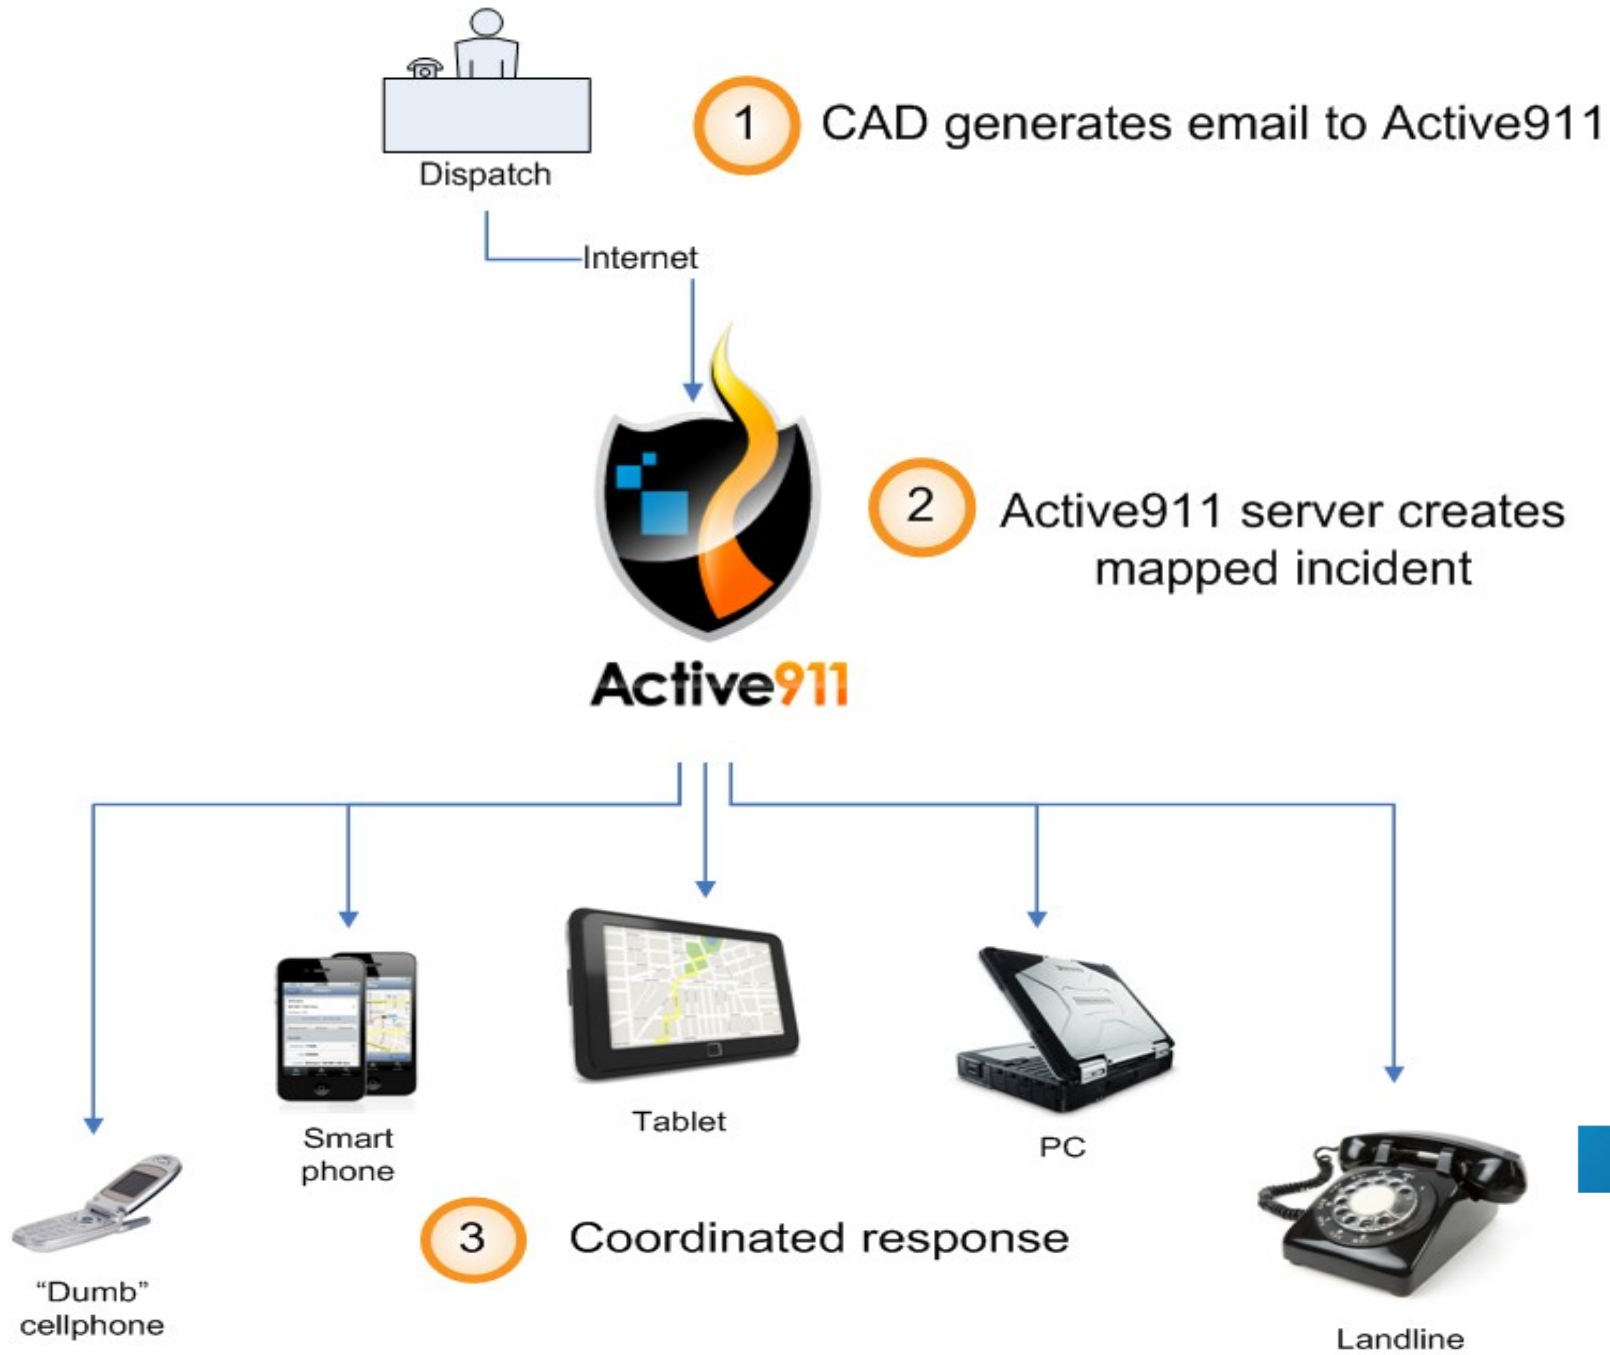 1
CAD generates email to Active911
Dispatch
Internet
2
Active911 server creates
mapped incident
Active911
Tablet
Smart
phone
PC
3
Coordinated response
"Dumb"
cellphone
Landline